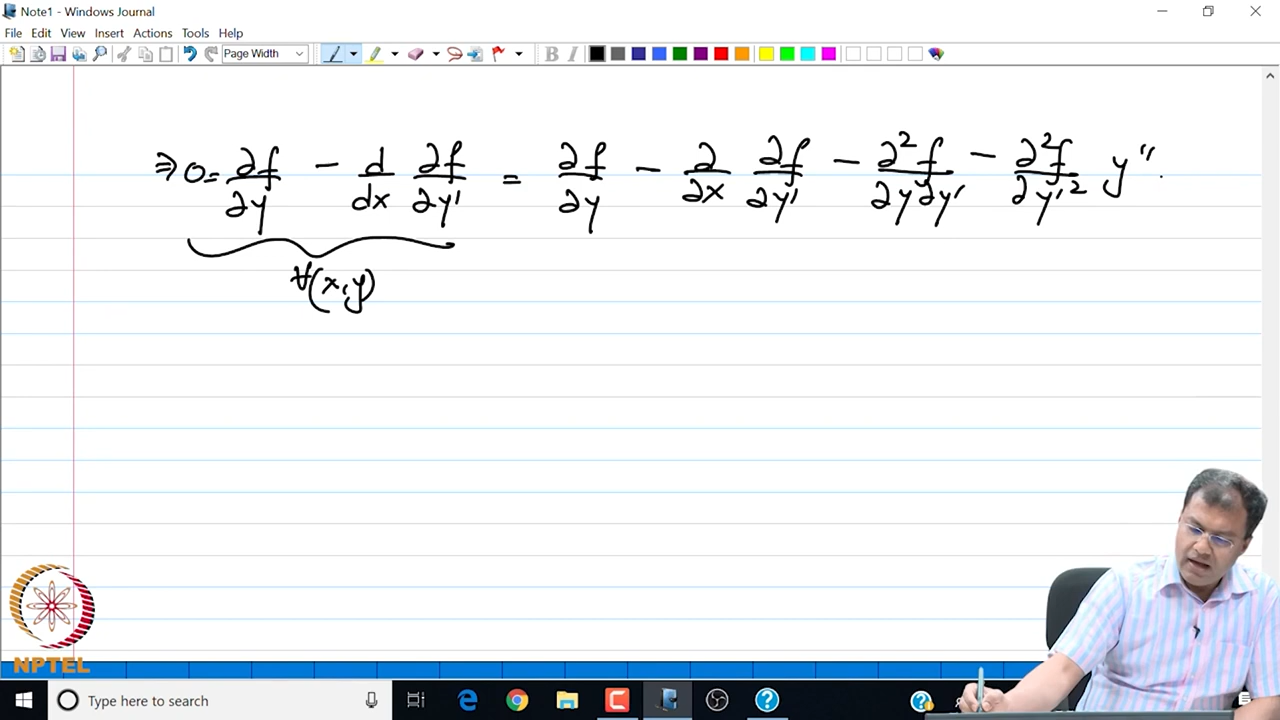 Note1 - Windows Journal
File Edit View Insert Actions Tools Help
Page Width B I
⇒ 0 = ∂f/∂y − d/dx ∂f/∂y' = ∂f/∂y − ∂/∂x ∂f/∂y' − ∂²f/∂y∂y' − ∂²f/∂y'² y"
∀(x,y)
NPTEL
Type here to search